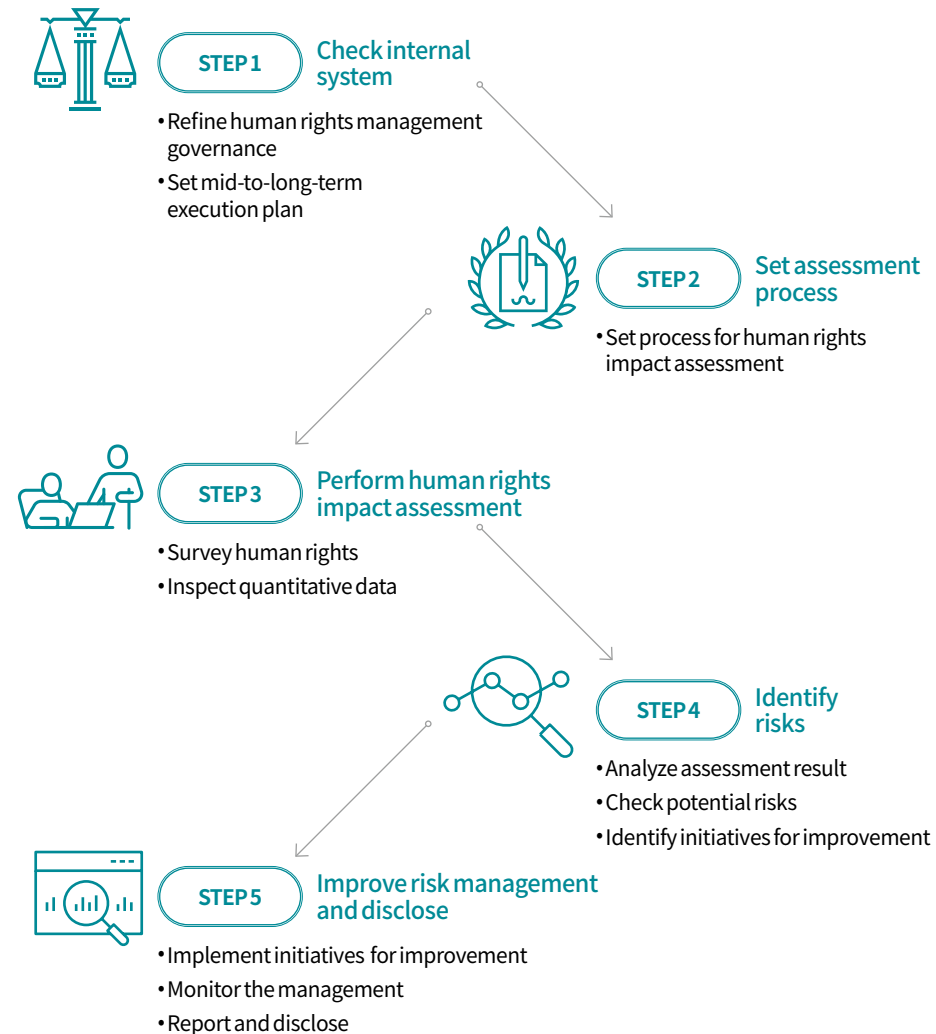 STEP 1
Check internal
system
• Refine human rights management
governance
• Set mid-to-long-term
execution plan
STEP 2
Set assessment
process
• Set process for human rights
impact assessment
STEP 3
Perform human rights
impact assessment
• Survey human rights
• Inspect quantitative data
STEP 4
Identify
risks
• Analyze assessment result
• Check potential risks
• Identify initiatives for improvement
STEP 5
Improve risk management
and disclose
• Implement initiatives for improvement
• Monitor the management
• Report and disclose